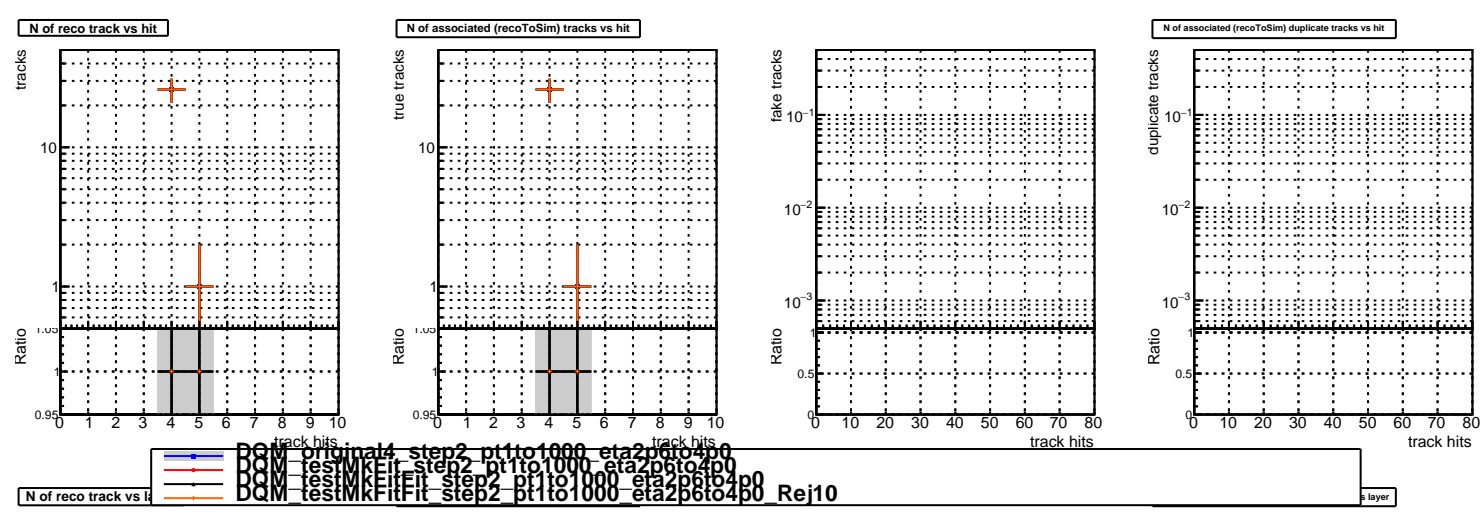 N of reco track vs hit
N of associated (recoToSim) tracks vs hit
N of associated (recoToSim) duplicate tracks vs hit
tracks
10
1
Ratio
1.05
1
0.95
0 1 2 3 4 5 6 7 8 9 10
track hits
true tracks
10
1
Ratio
1.05
1
0.95
0 1 2 3 4 5 6 7 8 9 10
track hits
fake tracks
10⁻¹
10⁻²
10⁻³
Ratio
1
0.5
0
0 10 20 30 40 50 60 70 80
track hits
duplicate tracks
10⁻¹
10⁻²
10⁻³
Ratio
1
0.5
0
0 10 20 30 40 50 60 70 80
track hits
DQM_original4_step2_pt1to1000_eta2p6to4p0
DQM_testMkFit_step2_pt1to1000_eta2p6to4p0
DQM_testMkFitFit_step2_pt1to1000_eta2p6to4p0
DQM_testMkFitFit_step2_pt1to1000_eta2p6to4p0_Rej10
N of reco track vs la
s layer